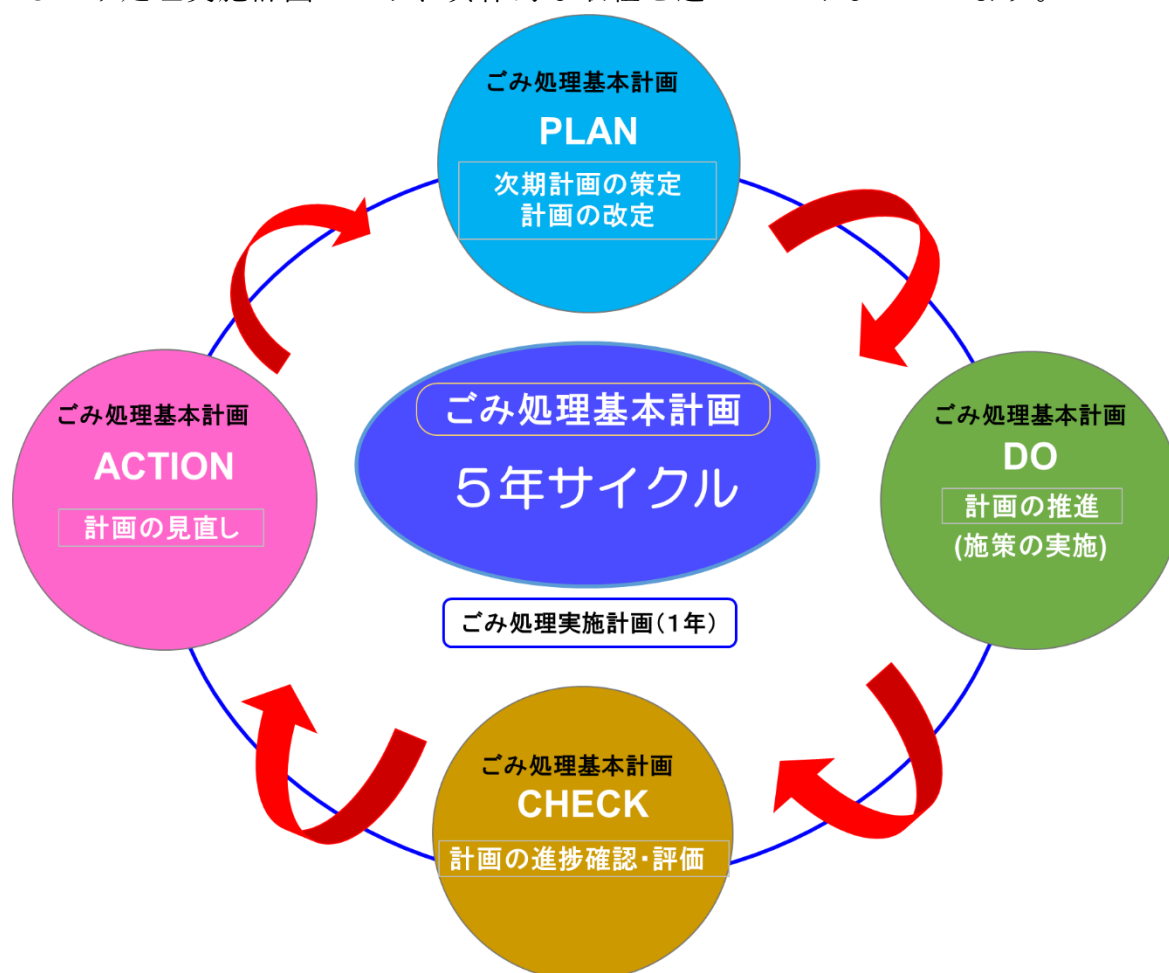 ごみ処理基本計画
PLAN
次期計画の策定
計画の改定
ごみ処理基本計画
DO
計画の推進
(施策の実施)
ごみ処理基本計画
CHECK
計画の進捗確認・評価
ごみ処理基本計画
ACTION
計画の見直し
ごみ処理基本計画
５年サイクル
ごみ処理実施計画（1年）